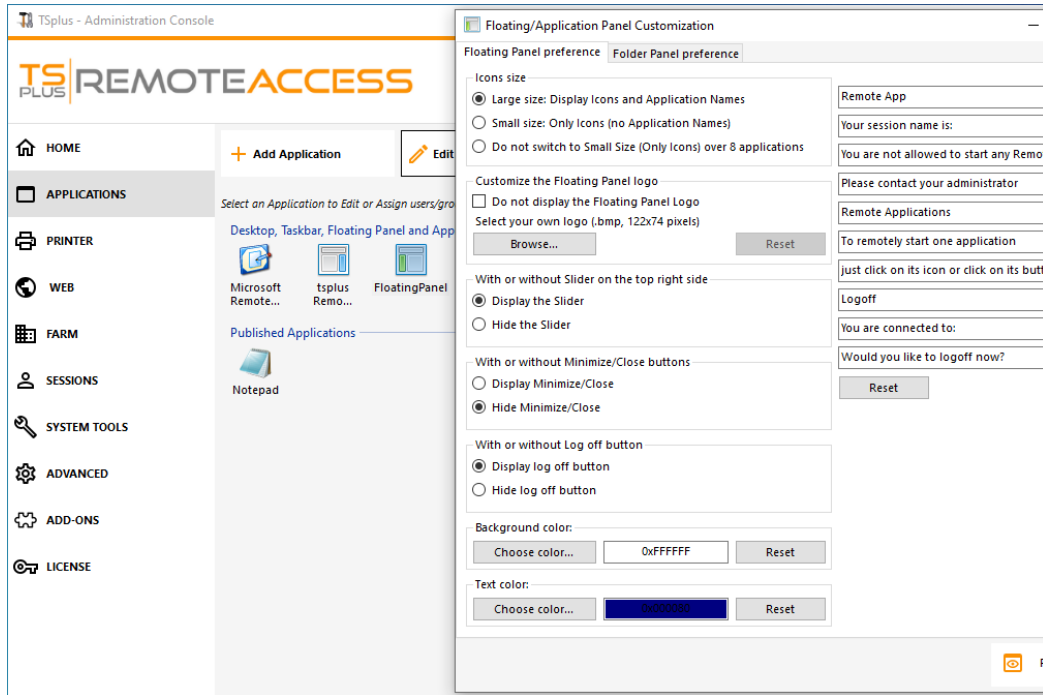 TSplus - Administration Console
TS PLUS REMOTEACCESS
HOME
APPLICATIONS
PRINTER
WEB
FARM
SESSIONS
SYSTEM TOOLS
ADVANCED
ADD-ONS
LICENSE
Add Application
Edit
Select an Application to Edit or Assign users/gro
Desktop, Taskbar, Floating Panel and App
Microsoft Remote...
tsplus Remo...
FloatingPanel
Published Applications
Notepad
Floating/Application Panel Customization
Floating Panel preference
Folder Panel preference
Icons size
Large size: Display Icons and Application Names
Small size: Only Icons (no Application Names)
Do not switch to Small Size (Only Icons) over 8 applications
Customize the Floating Panel logo
Do not display the Floating Panel Logo
Select your own logo (.bmp, 122x74 pixels)
Browse...
Reset
With or without Slider on the top right side
Display the Slider
Hide the Slider
With or without Minimize/Close buttons
Display Minimize/Close
Hide Minimize/Close
With or without Log off button
Display log off button
Hide log off button
Background color:
Choose color...
0xFFFFFF
Reset
Text color:
Choose color...
Reset
Remote App
Your session name is:
You are not allowed to start any Remo
Please contact your administrator
Remote Applications
To remotely start one application
just click on its icon or click on its butt
Logoff
You are connected to:
Would you like to logoff now?
Reset